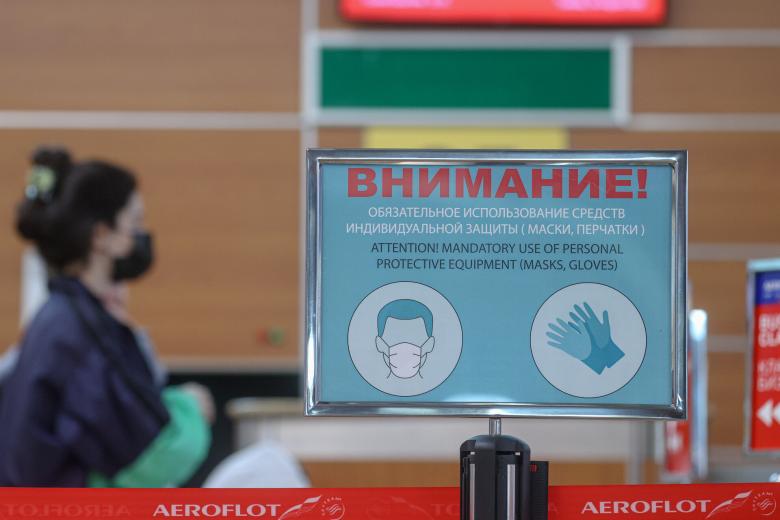 ВНИМАНИЕ!
ОБЯЗАТЕЛЬНОЕ ИСПОЛЬЗОВАНИЕ СРЕДСТВ
ИНДИВИДУАЛЬНОЙ ЗАЩИТЫ ( МАСКИ, ПЕРЧАТКИ )
ATTENTION! MANDATORY USE OF PERSONAL
PROTECTIVE EQUIPMENT (MASKS, GLOVES)
AEROFLOT
AEROFLOT
AEROFLOT